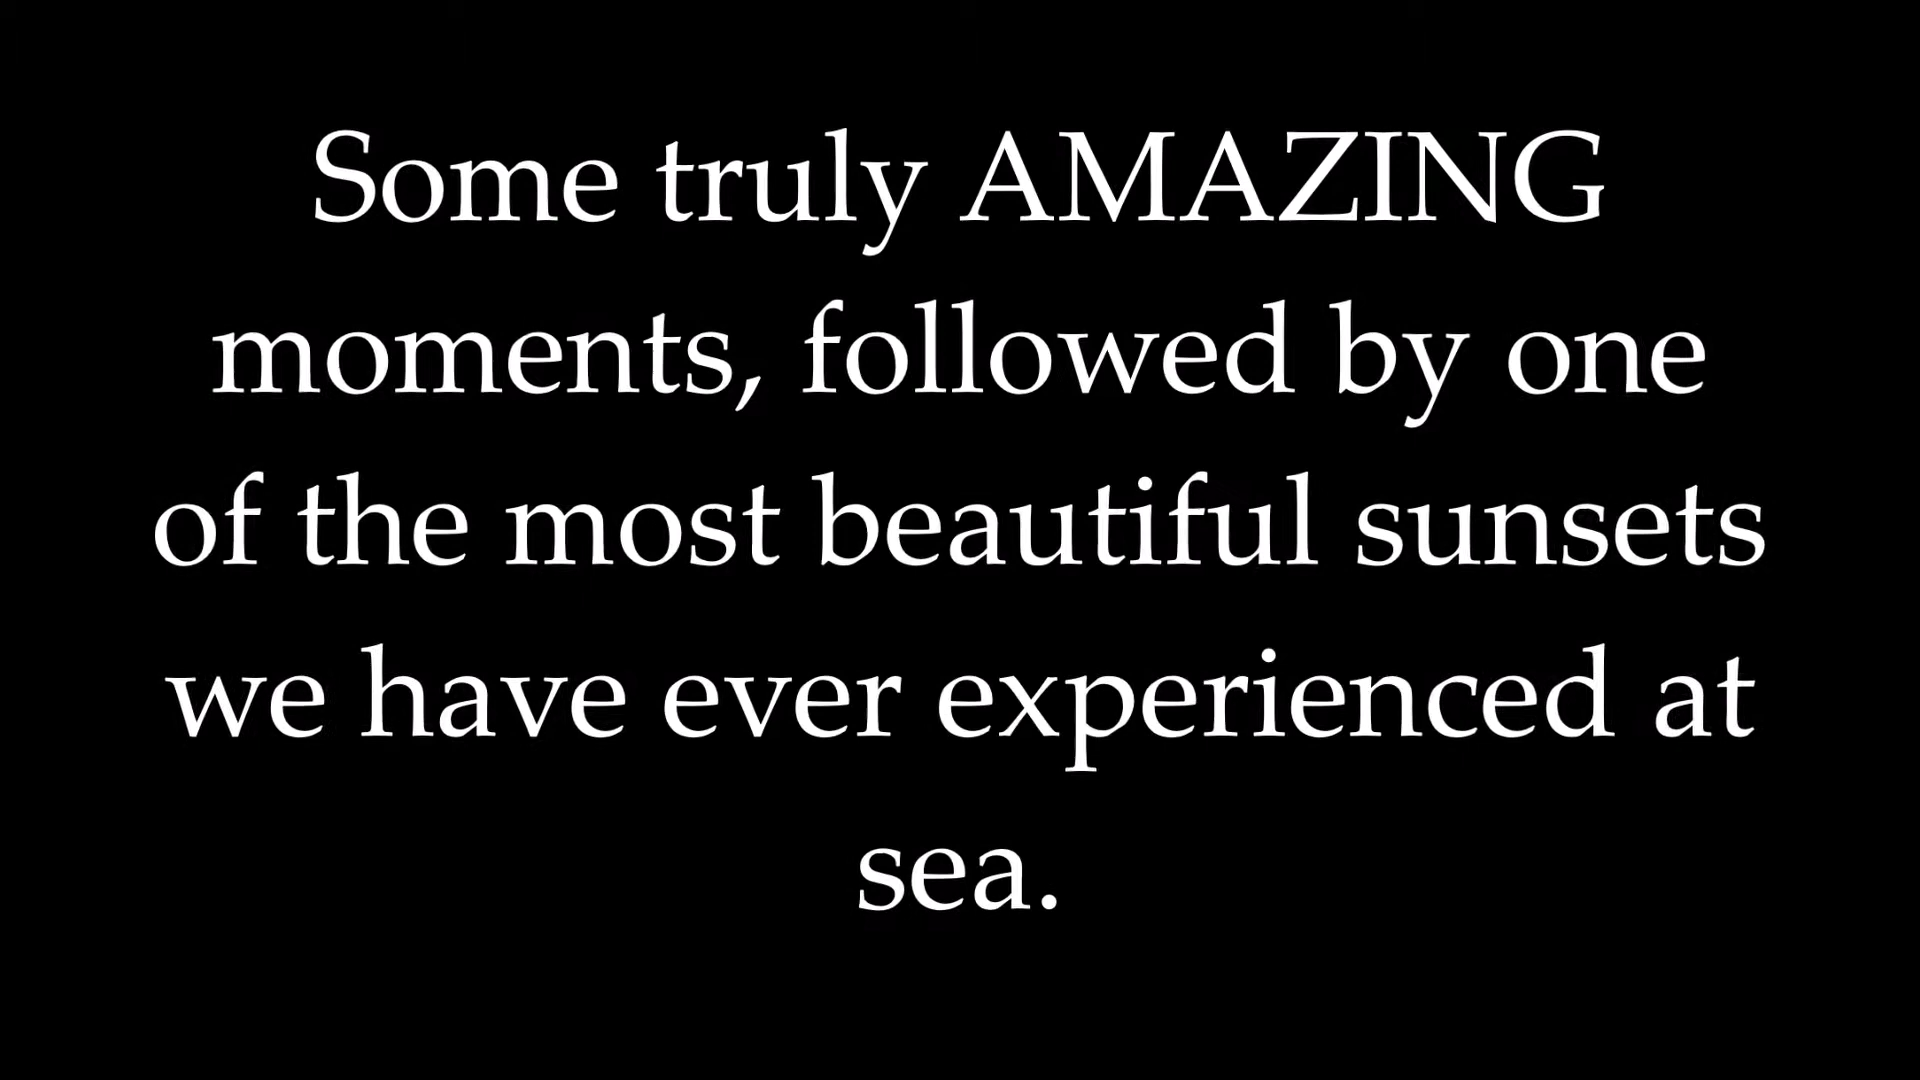 Some truly AMAZING
moments, followed by one
of the most beautiful sunsets
we have ever experienced at
sea.